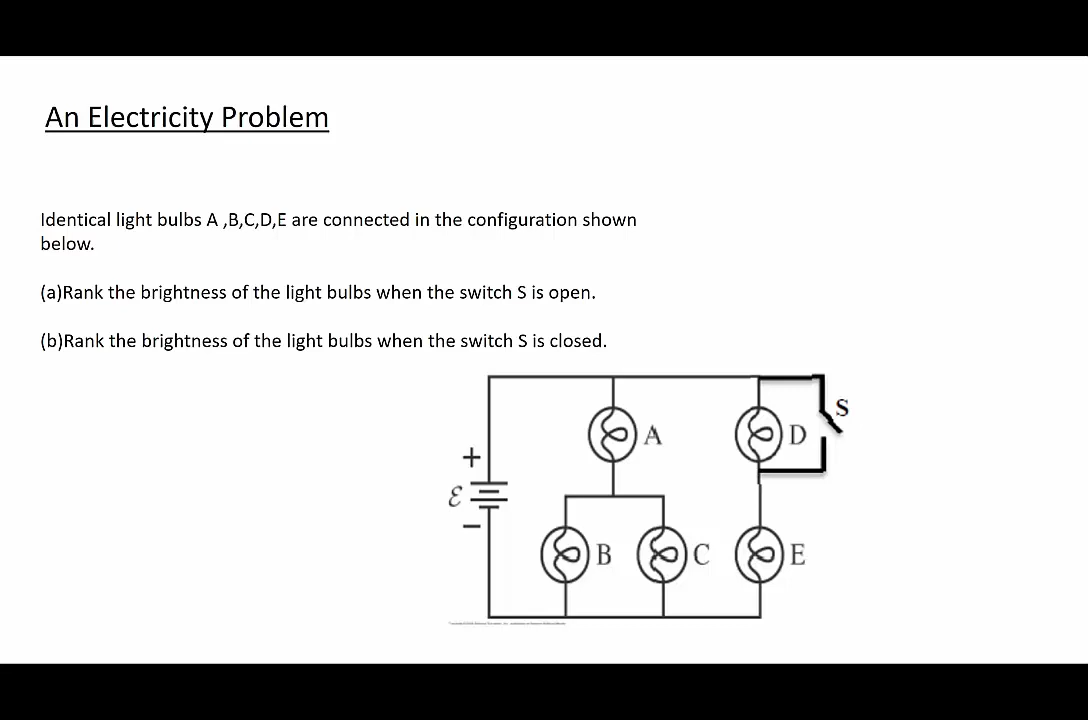 An Electricity Problem
Identical light bulbs A ,B,C,D,E are connected in the configuration shown
below.
(a)Rank the brightness of the light bulbs when the switch S is open.
(b)Rank the brightness of the light bulbs when the switch S is closed.
S
A
D
+
ℰ
−
B
C
E